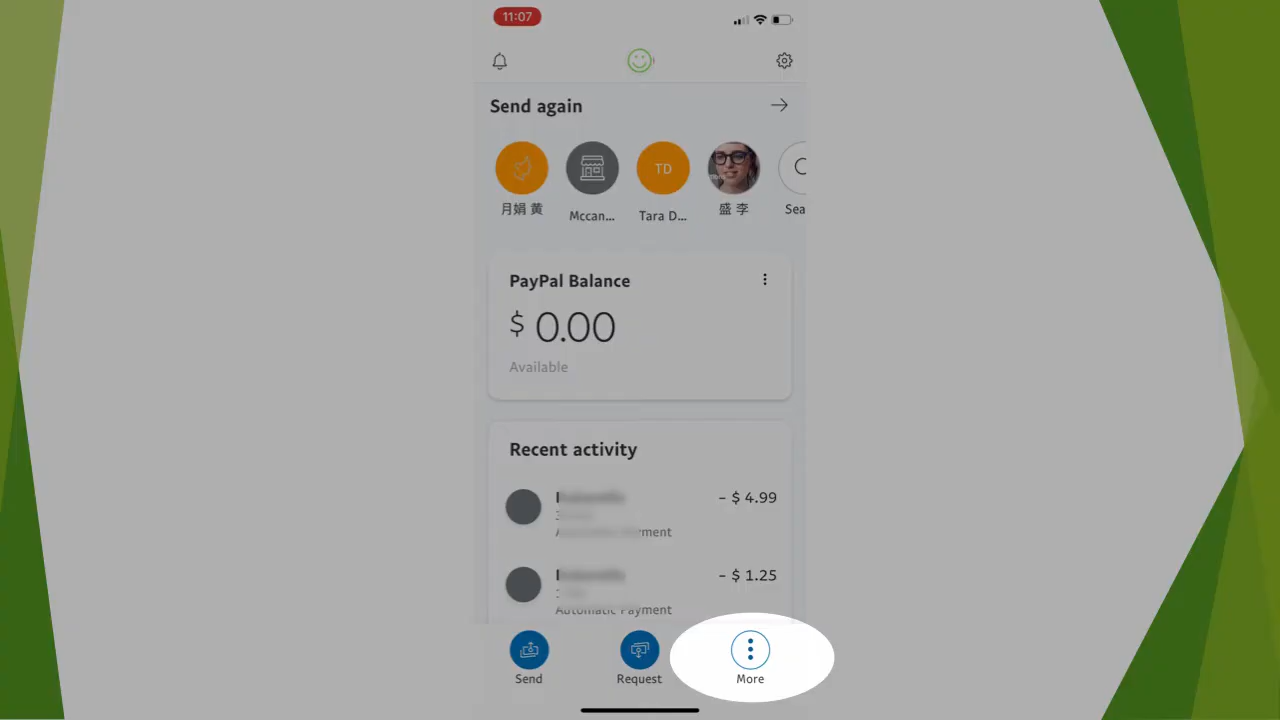 11:07
Send again
TD
月娟 黄
Mccan...
Tara D...
盛 李
Sea
PayPal Balance
$ 0.00
Available
Recent activity
- $ 4.99
- $ 1.25
Automatic Payment
Send
Request
More